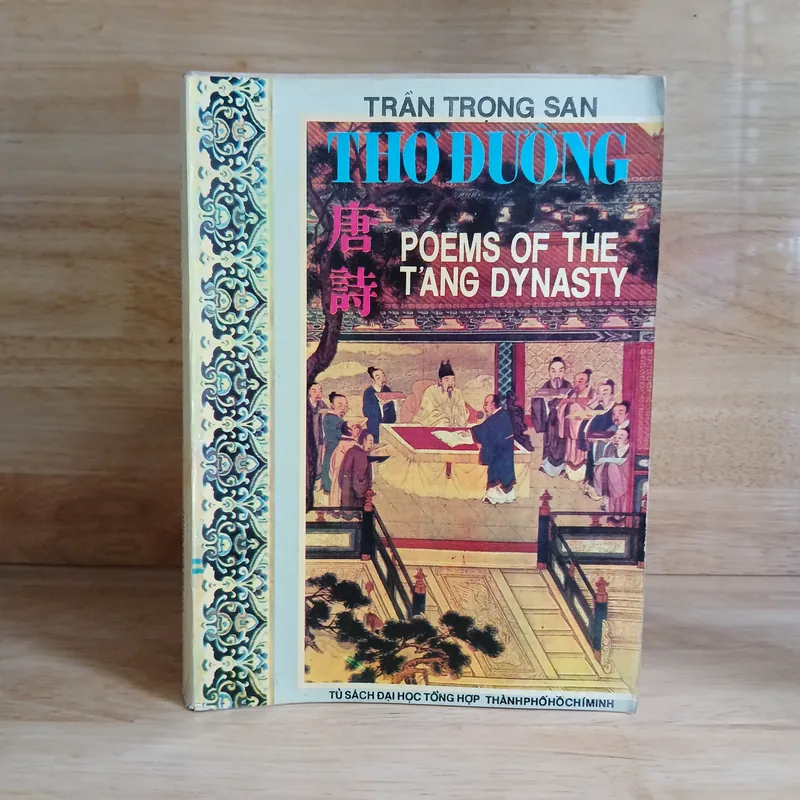 TRẦN TRỌNG SAN
THƠ ĐƯỜNG
唐詩
POEMS OF THE
T'ANG DYNASTY
TỦ SÁCH ĐẠI HỌC TỔNG HỢP THÀNH PHỐ HỒ CHÍ MINH